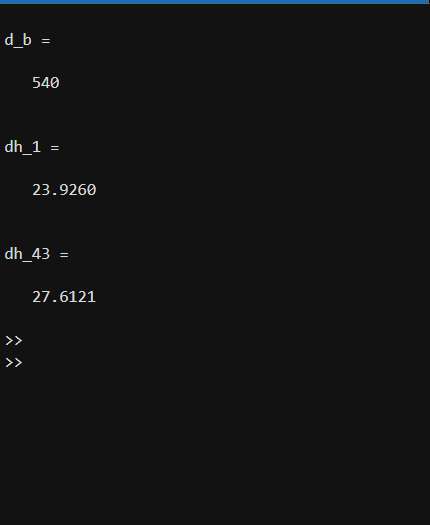 d_b =
540
dh_1 =
23.9260
dh_43 =
27.6121
>>
>>